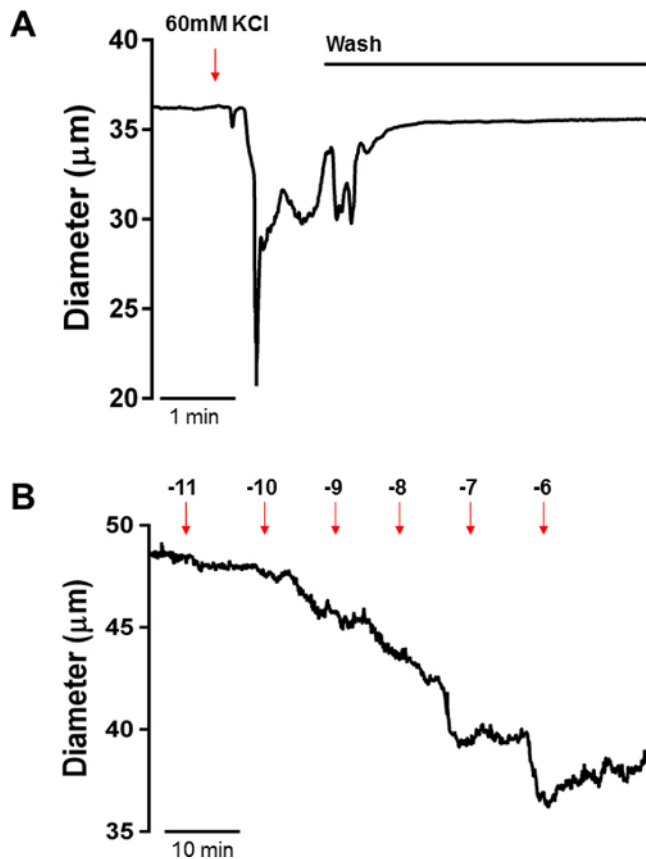 A
60mM KCl
Wash
40
35
30
25
20
Diameter (μm)
1 min
B
-11 -10 -9 -8 -7 -6
50
45
40
35
Diameter (μm)
10 min